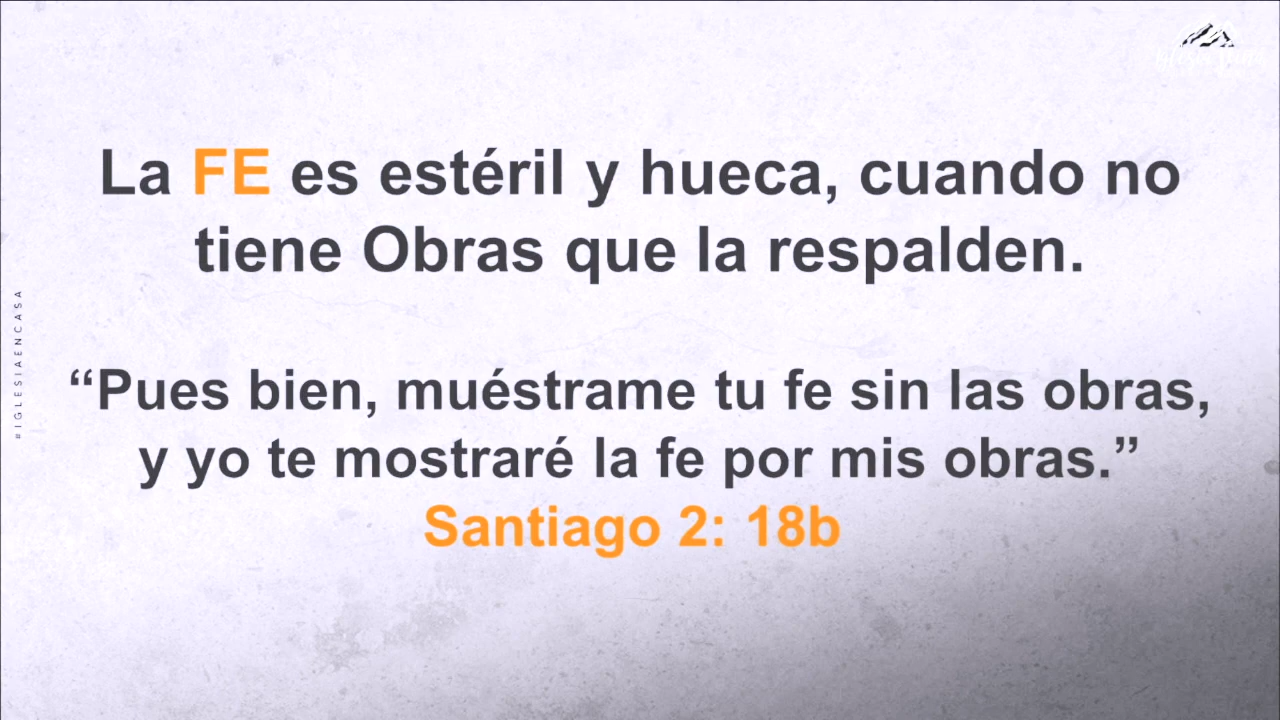 La FE es estéril y hueca, cuando no
tiene Obras que la respalden.
“Pues bien, muéstrame tu fe sin las obras,
y yo te mostraré la fe por mis obras.”
Santiago 2: 18b
#IGLESIAENCASA